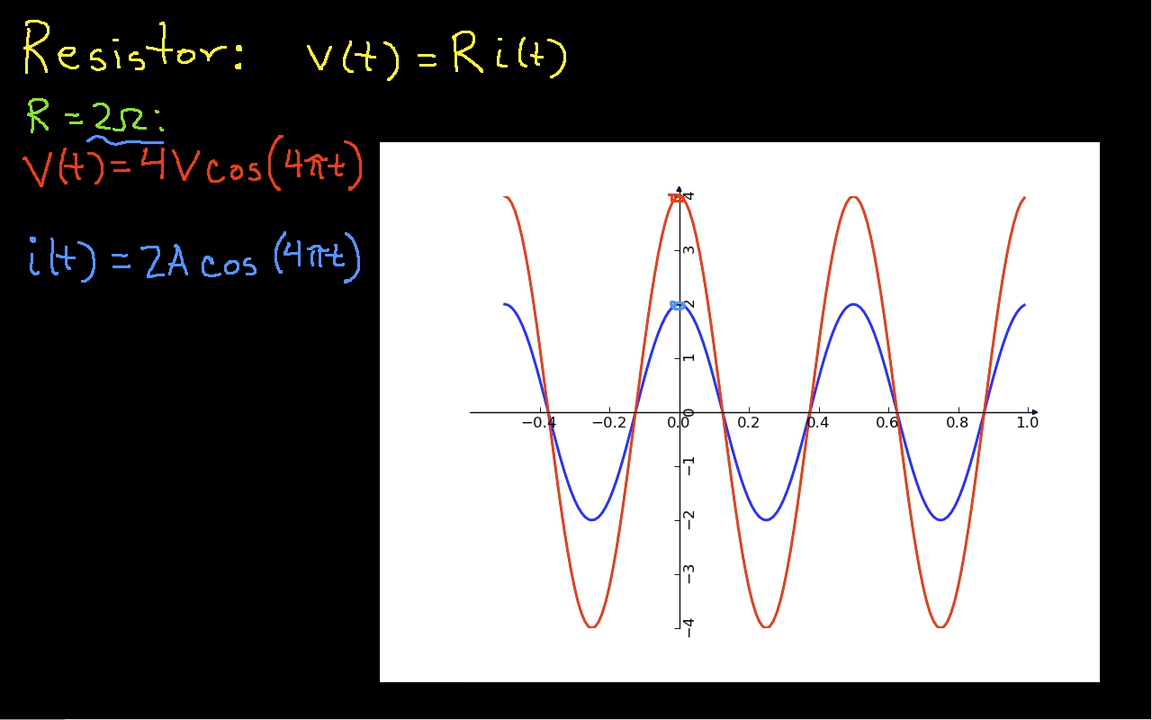 Resistor: v(t) = R i(t)
R = 2Ω:
V(t) = 4V cos(4πt)
i(t) = 2A cos(4πt)
4
3
2
1
0
−0.4 −0.2 0.0 0.2 0.4 0.6 0.8 1.0
−1
−2
−3
−4